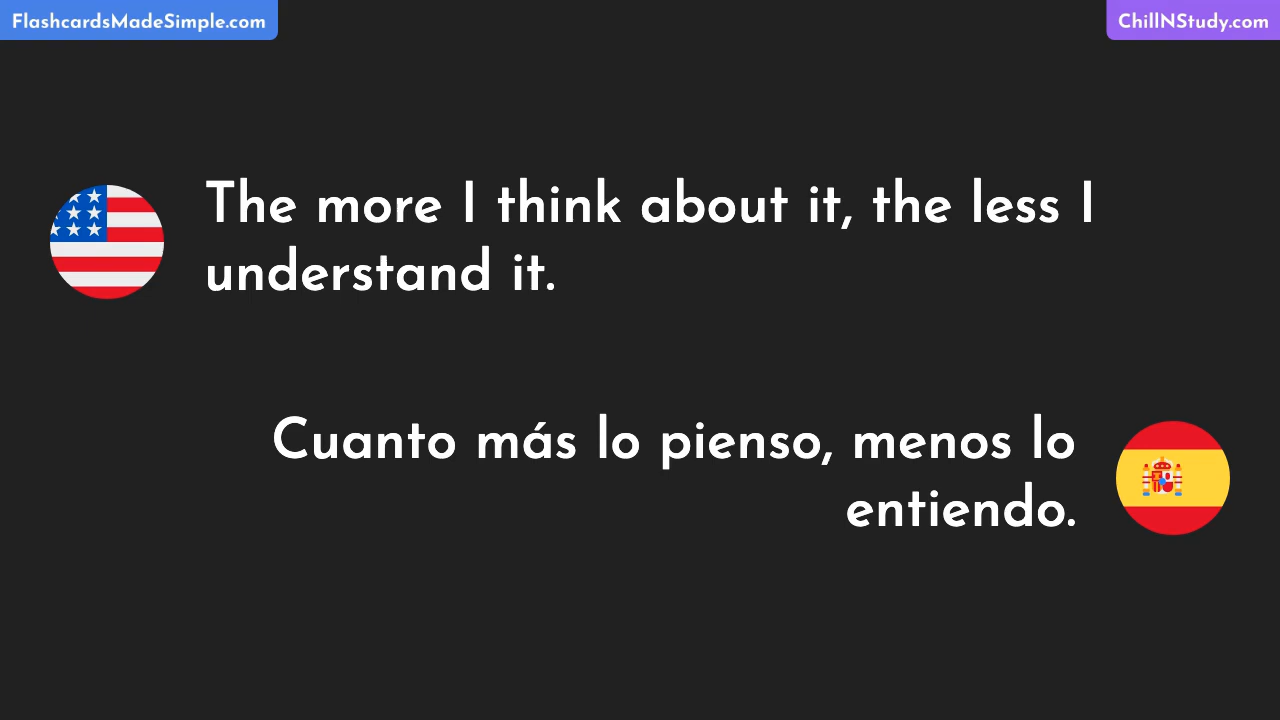 FlashcardsMadeSimple.com
ChillNStudy.com
The more I think about it, the less I
understand it.
Cuanto más lo pienso, menos lo
entiendo.